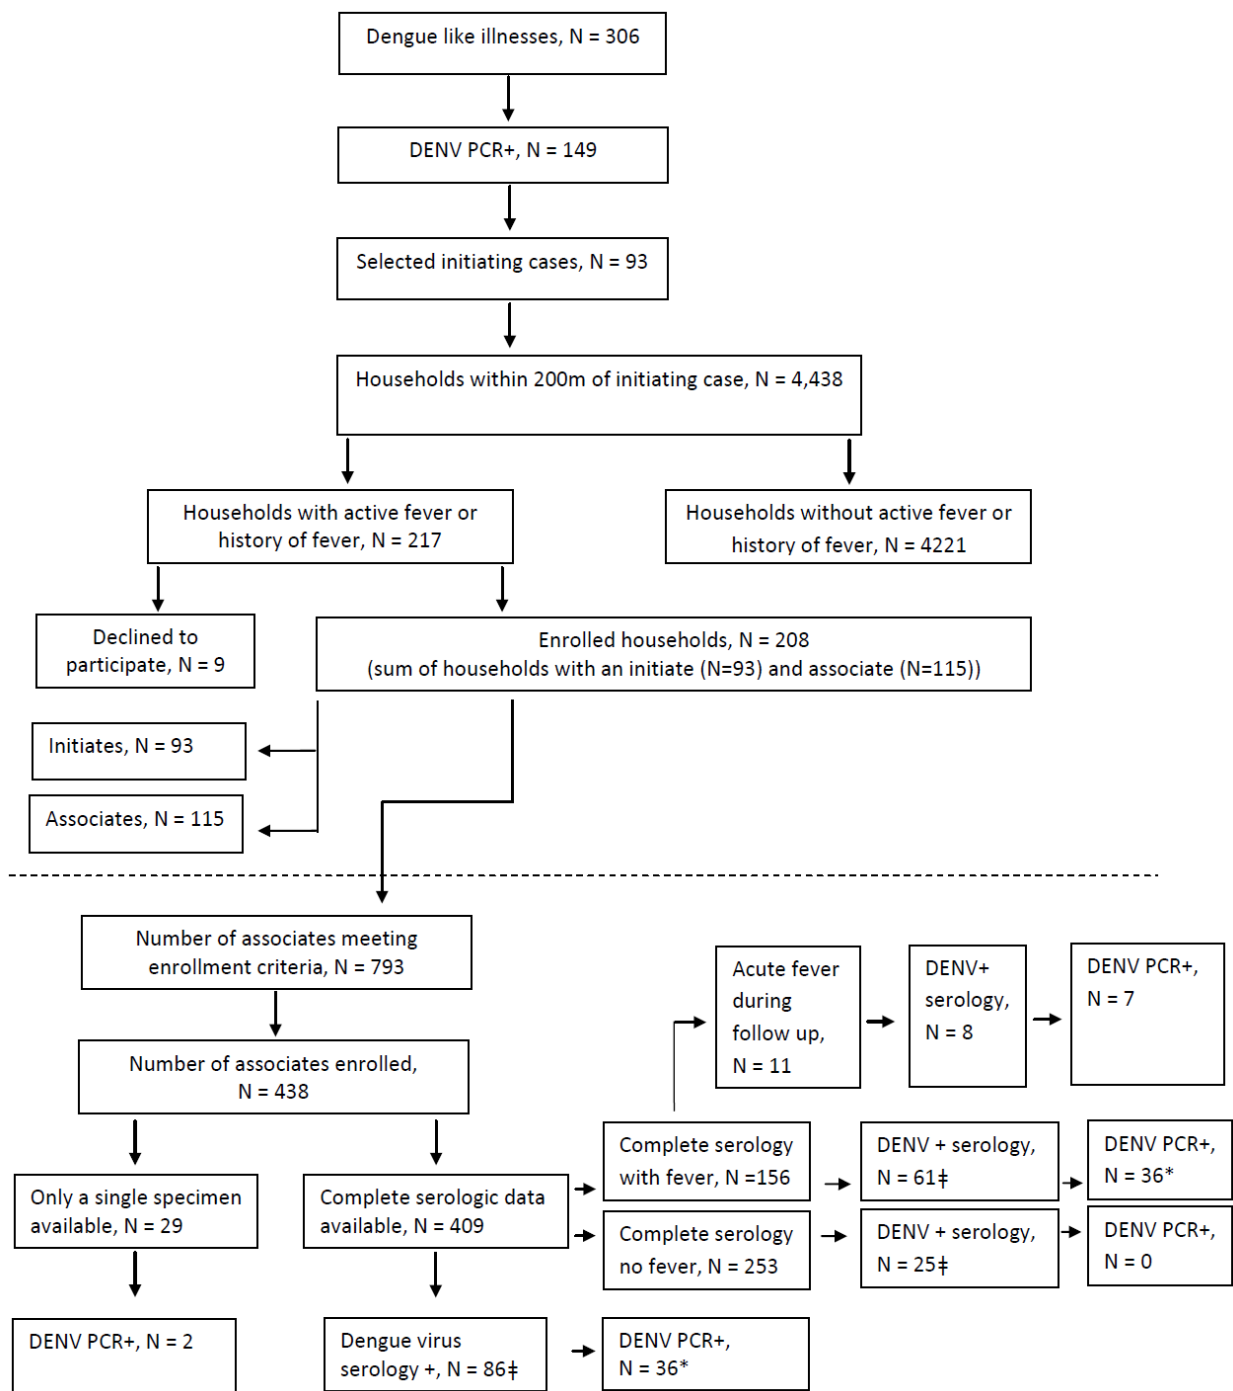 Dengue like illnesses, N = 306
DENV PCR+, N = 149
Selected initiating cases, N = 93
Households within 200m of initiating case, N = 4,438
Households with active fever or
history of fever, N = 217
Households without active fever or
history of fever, N = 4221
Declined to
participate, N = 9
Enrolled households, N = 208
(sum of households with an initiate (N=93) and associate (N=115))
Initiates, N = 93
Associates, N = 115
Number of associates meeting
enrollment criteria, N = 793
Number of associates enrolled,
N = 438
Acute fever
during
follow up,
N = 11
DENV+
serology,
N = 8
DENV PCR+,
N = 7
Only a single specimen
available, N = 29
Complete serologic data
available, N = 409
Complete serology
with fever, N =156
DENV + serology,
N = 61‡
DENV PCR+,
N = 36*
Complete serology
no fever, N = 253
DENV + serology,
N = 25‡
DENV PCR+,
N = 0
DENV PCR+, N = 2
Dengue virus
serology +, N = 86‡
DENV PCR+,
N = 36*